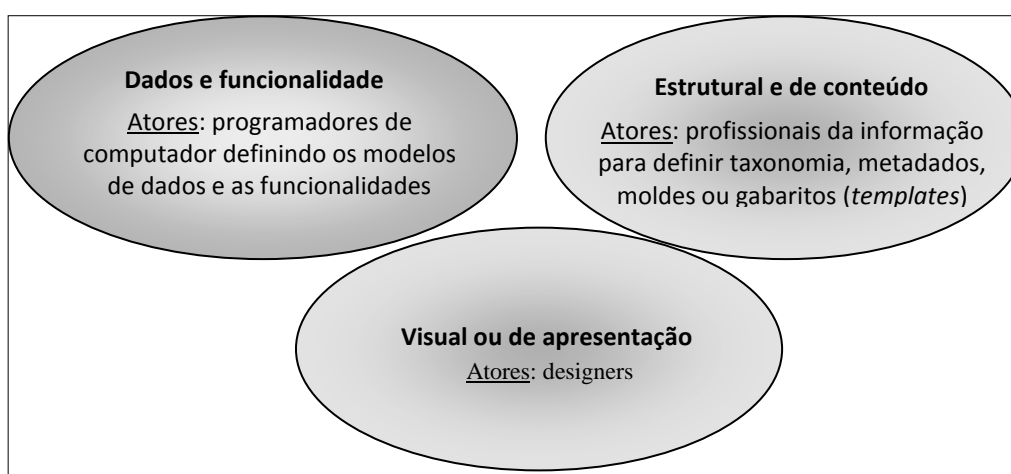 Dados e funcionalidade
Atores: programadores de
computador definindo os modelos
de dados e as funcionalidades
Estrutural e de conteúdo
Atores: profissionais da informação
para definir taxonomia, metadados,
moldes ou gabaritos (templates)
Visual ou de apresentação
Atores: designers